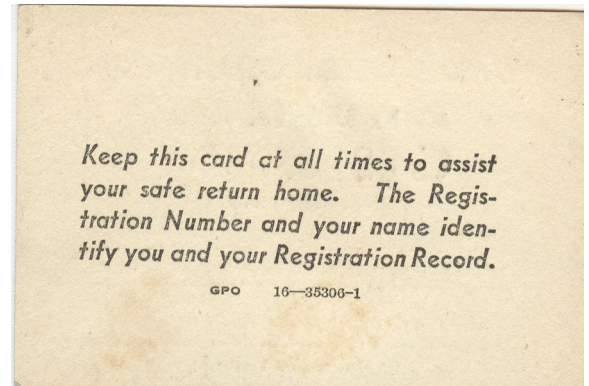 Keep this card at all times to assist
your safe return home. The Regis-
tration Number and your name iden-
tify you and your Registration Record.
GPO 16—35306-1